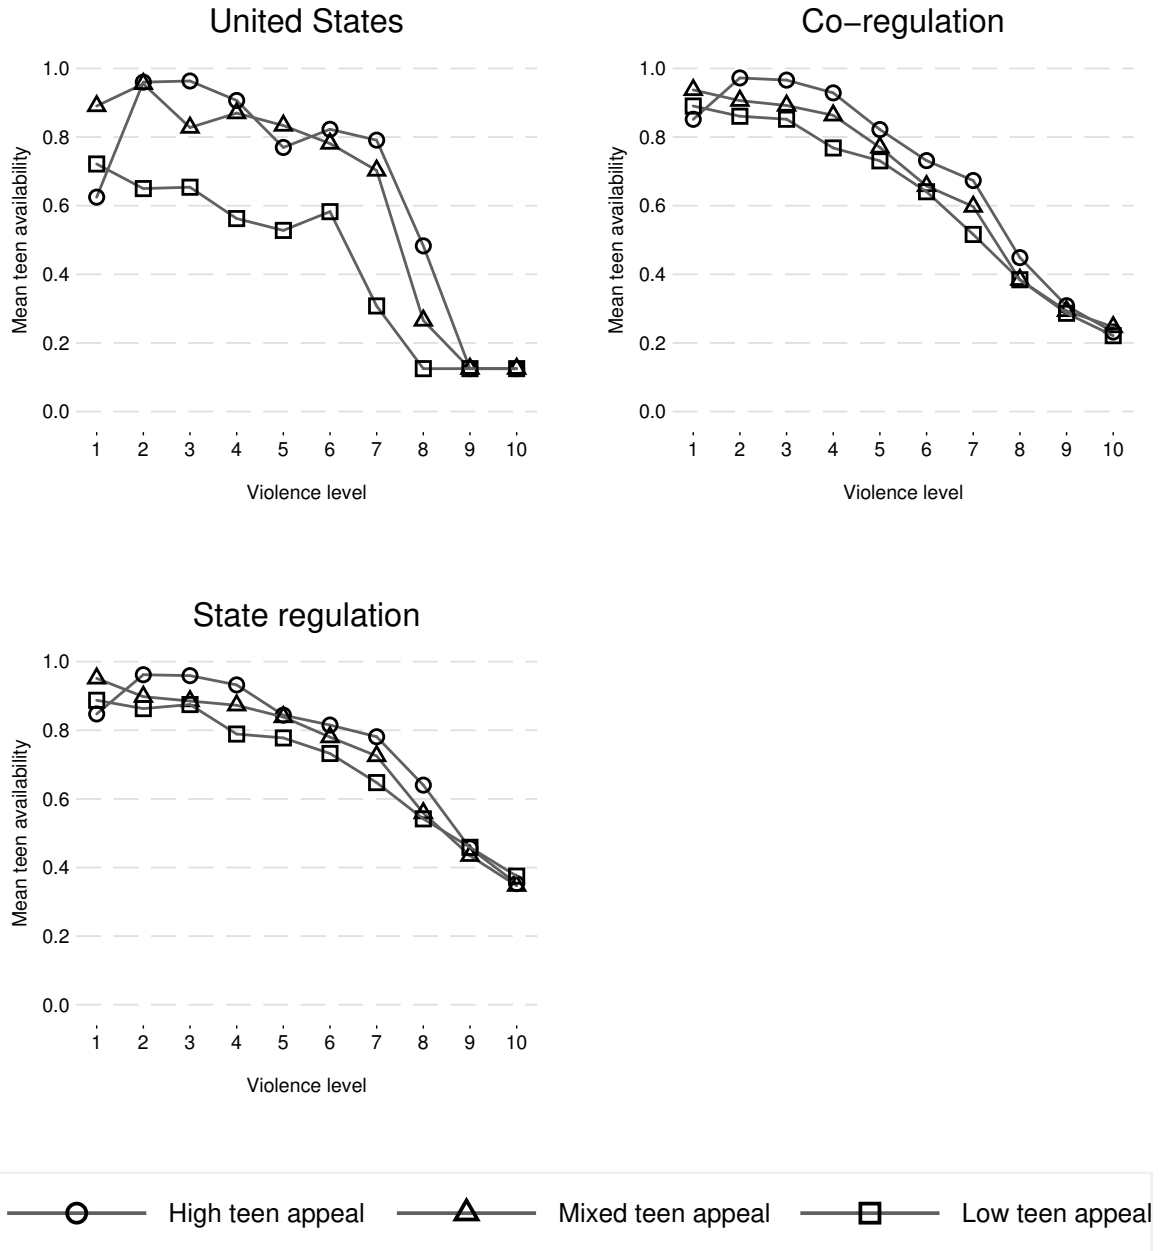 United States
Mean teen availability
1.0
0.8
0.6
0.4
0.2
0.0
1 2 3 4 5 6 7 8 9 10
Violence level
Co−regulation
Mean teen availability
1.0
0.8
0.6
0.4
0.2
0.0
1 2 3 4 5 6 7 8 9 10
Violence level
State regulation
Mean teen availability
1.0
0.8
0.6
0.4
0.2
0.0
1 2 3 4 5 6 7 8 9 10
Violence level
High teen appeal Mixed teen appeal Low teen appeal